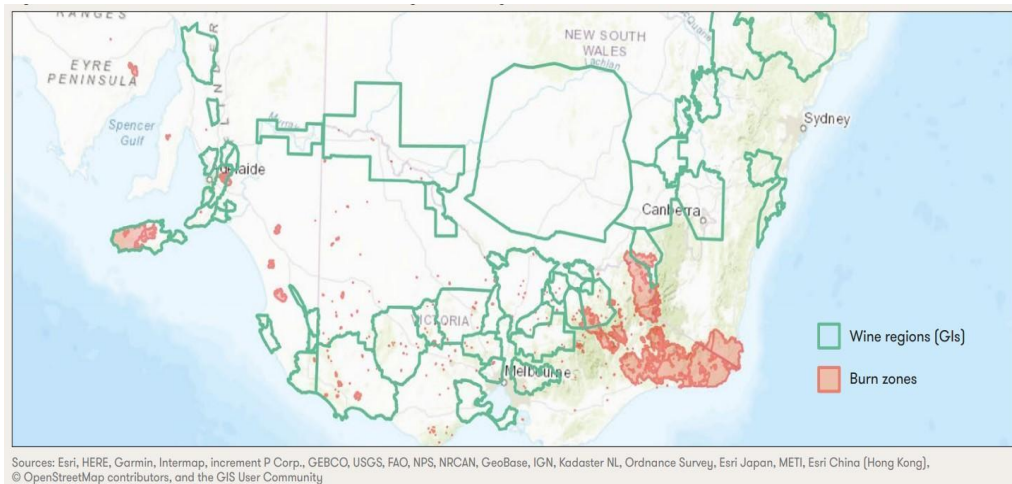 RANGES
EYRE
PENINSULA
Spencer
Gulf
NEW SOUTH
WALES
Lachlan
Sydney
Canberra
VICTORIA
Melbourne
Wine regions (GIs)
Burn zones
Sources: Esri, HERE, Garmin, Intermap, increment P Corp., GEBCO, USGS, FAO, NPS, NRCAN, GeoBase, IGN, Kadaster NL, Ordnance Survey, Esri Japan, METI, Esri China (Hong Kong),
© OpenStreetMap contributors, and the GIS User Community